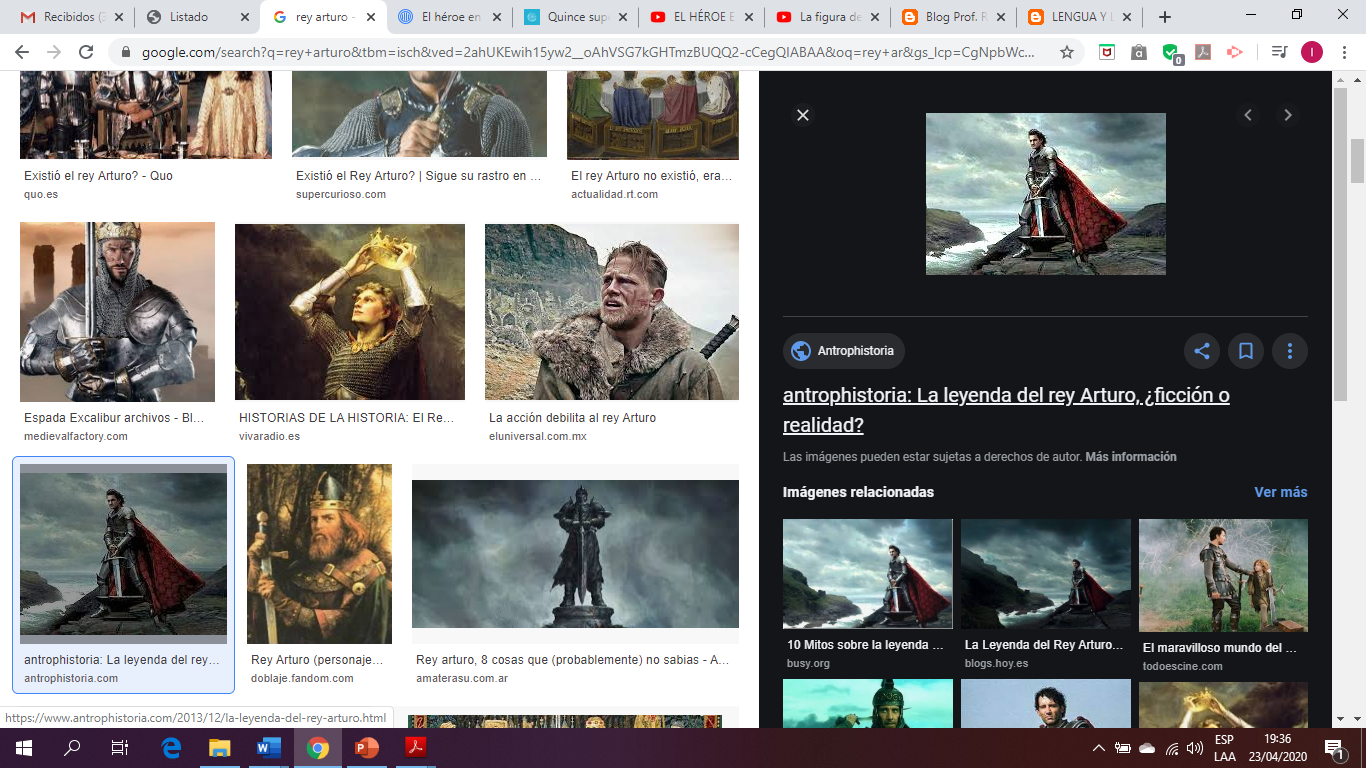 Recibidos (3
Listado
rey arturo -
El héroe en
Quince supe
EL HÉROE E
La figura de
Blog Prof. R
LENGUA Y L
google.com/search?q=rey+arturo&tbm=isch&ved=2ahUKEwih15yw2__oAhVSG7kGHTmzBUQQ2-cCegQIABAA&oq=rey+ar&gs_lcp=CgNpbWc...
0
I
Existió el rey Arturo? - Quo
quo.es
Existió el Rey Arturo? | Sigue su rastro en ...
supercurioso.com
El rey Arturo no existió, era...
actualidad.rt.com
Espada Excalibur archivos - Bl...
medievalfactory.com
HISTORIAS DE LA HISTORIA: El Re...
vivaradio.es
La acción debilita al rey Arturo
eluniversal.com.mx
antrophistoria: La leyenda del rey...
antrophistoria.com
Rey Arturo (personaje...
doblaje.fandom.com
Rey arturo, 8 cosas que (probablemente) no sabias - A...
amaterasu.com.ar
https://www.antrophistoria.com/2013/12/la-leyenda-del-rey-arturo.html
Antrophistoria
antrophistoria: La leyenda del rey Arturo, ¿ficción o
realidad?
Las imágenes pueden estar sujetas a derechos de autor. Más información
Imágenes relacionadas
Ver más
10 Mitos sobre la leyenda ...
busy.org
La Leyenda del Rey Arturo...
blogs.hoy.es
El maravilloso mundo del ...
todoescine.com
ESP
LAA
19:36
23/04/2020
1